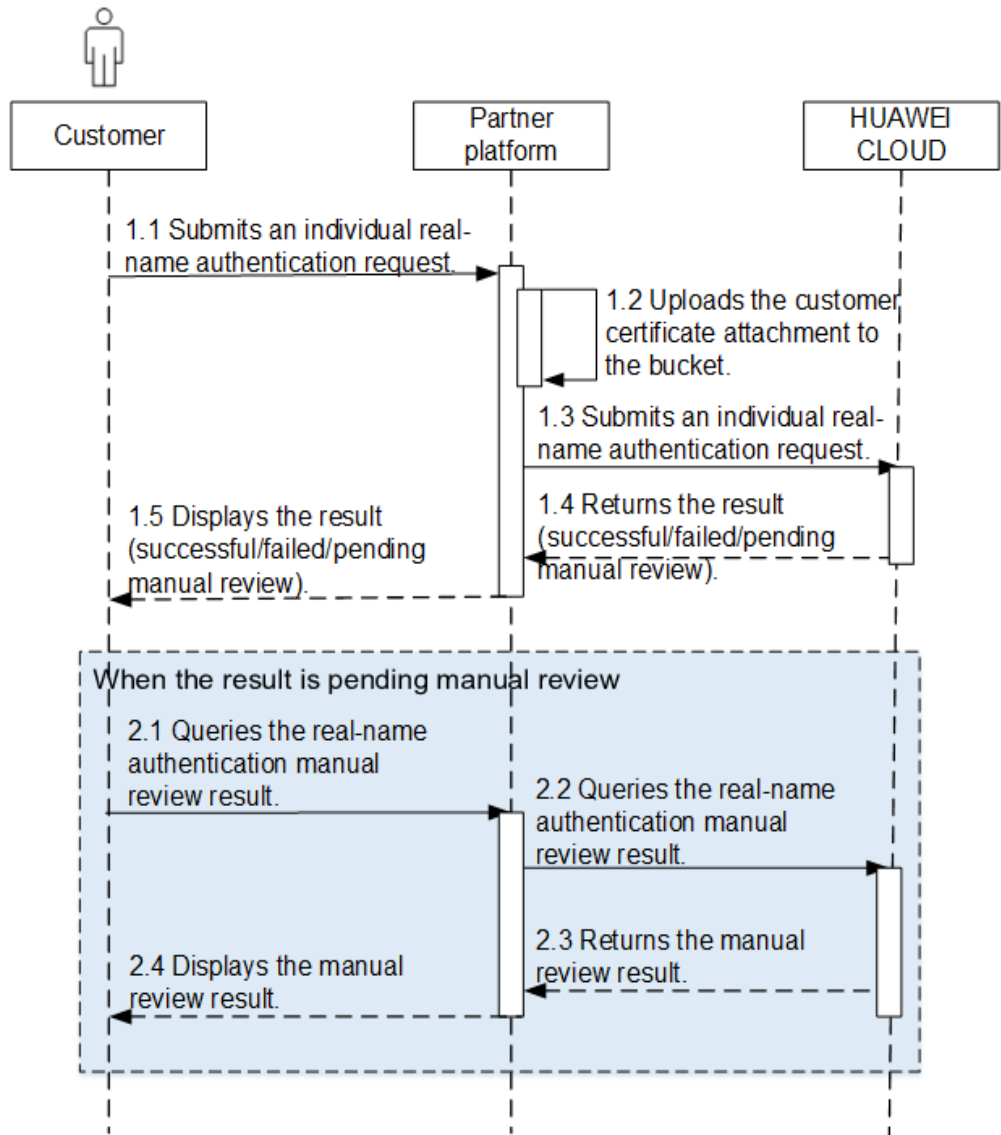 Customer
Partner
platform
HUAWEI
CLOUD
1.1 Submits an individual real-
name authentication request.
1.2 Uploads the customer
certificate attachment to
the bucket.
1.3 Submits an individual real-
name authentication request.
1.4 Returns the result
(successful/failed/pending
manual review).
1.5 Displays the result
(successful/failed/pending
manual review).
When the result is pending manual review
2.1 Queries the real-name
authentication manual
review result.
2.2 Queries the real-name
authentication manual
review result.
2.3 Returns the manual
review result.
2.4 Displays the manual
review result.